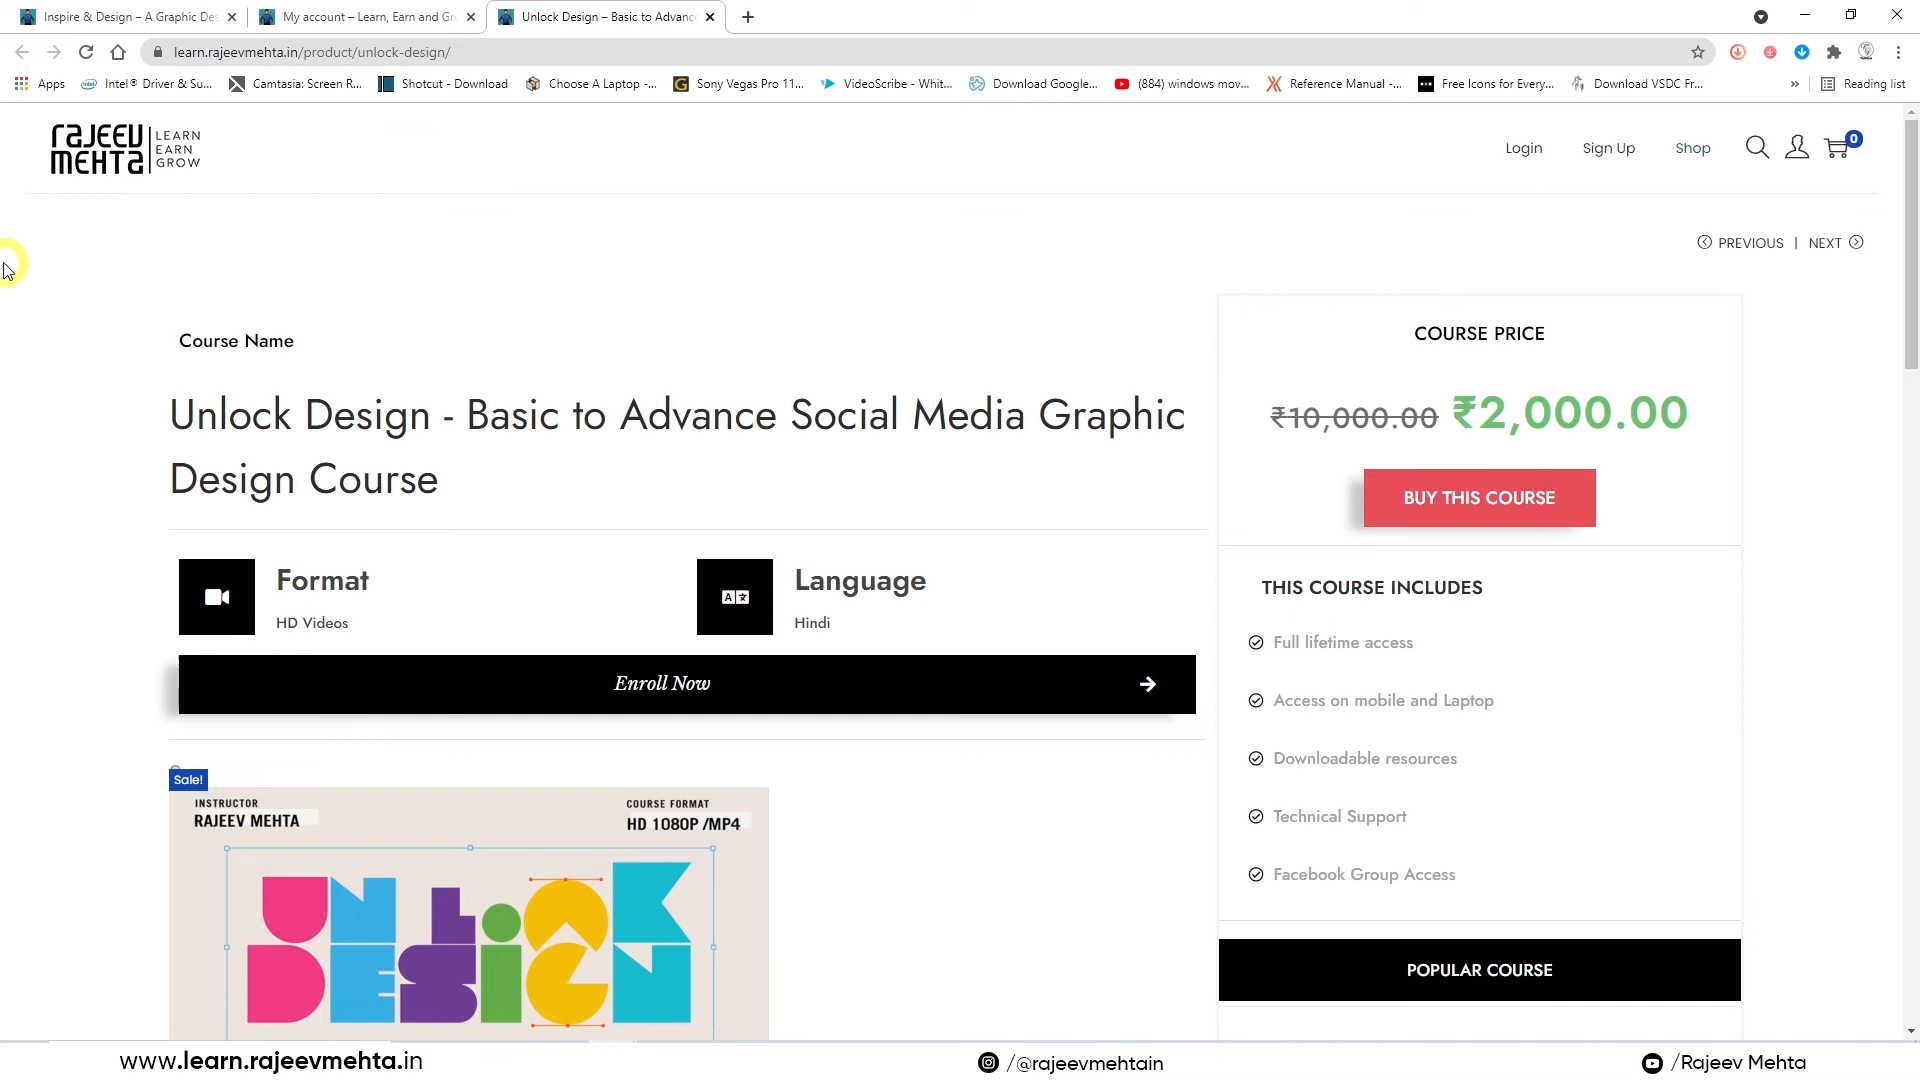 Inspire & Design – A Graphic Des
My account – Learn, Earn and Gr
Unlock Design – Basic to Advanc
learn.rajeevmehta.in/product/unlock-design/
Apps
Intel® Driver & Su...
Camtasia: Screen R...
Shotcut - Download
Choose A Laptop -...
Sony Vegas Pro 11...
VideoScribe - Whit...
Download Google...
(884) windows mov...
Reference Manual -...
Free Icons for Every...
Download VSDC Fr...
»
Reading list
RAJEEV MEHTA
LEARN
EARN
GROW
Login
Sign Up
Shop
0
PREVIOUS | NEXT
Course Name
Unlock Design - Basic to Advance Social Media Graphic
Design Course
Format
HD Videos
Language
Hindi
Enroll Now
Sale!
INSTRUCTOR
RAJEEV MEHTA
COURSE FORMAT
HD 1080P /MP4
UNLOCK
DESIGN
COURSE PRICE
₹10,000.00 ₹2,000.00
BUY THIS COURSE
THIS COURSE INCLUDES
Full lifetime access
Access on mobile and Laptop
Downloadable resources
Technical Support
Facebook Group Access
POPULAR COURSE
www.learn.rajeevmehta.in
/@rajeevmehtain
/Rajeev Mehta